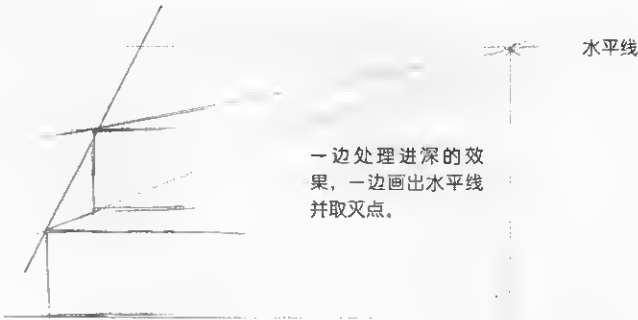 水平线
一边处理进深的效
果，一边画出水平线
并取灭点。